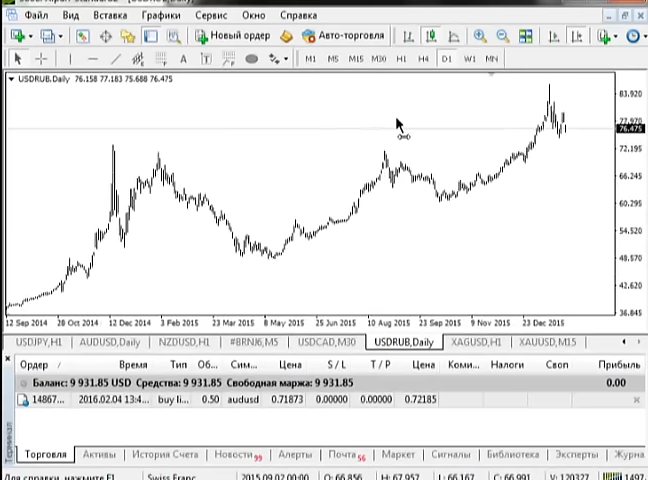 Файл Вид Вставка Графики Сервис Окно Справка
Новый ордер Авто-торговля
M1 M5 M15 M30 H1 H4 D1 W1 MN
USDRUB,Daily 76.158 77.183 75.688 76.475
83.920
76.475
72.195
66.245
60.295
54.520
48.570
42.620
36.845
12 Sep 2014 28 Oct 2014 12 Dec 2014 3 Feb 2015 23 Mar 2015 8 May 2015 25 Jun 2015 10 Aug 2015 23 Sep 2015 9 Nov 2015 23 Dec 2015
USDJPY,H1 AUDUSD,Daily NZDUSD,H1 #BRNJ6,M5 USDCAD,M30 USDRUB,Daily XAGUSD,H1 XAUUSD,M15
Ордер / Время Тип Об... Сим... Цена S / L T / P Цена Коми... Налоги Своп Прибыль
Баланс: 9 931.85 USD Средства: 9 931.85 Свободная маржа: 9 931.85 0.00
14867... 2016.02.04 13:4... buy li... 0.50 audusd 0.71873 0.00000 0.00000 0.72185
Терминал
Торговля Активы История Счета Новости 99 Алерты Почта 56 Маркет Сигналы Библиотека Эксперты Журна
Для справки, нажмите F1 Swiss Franc 2015.09.02 00:00 O: 66.856 H: 67.957 L: 66.167 C: 66.991 V: 120327